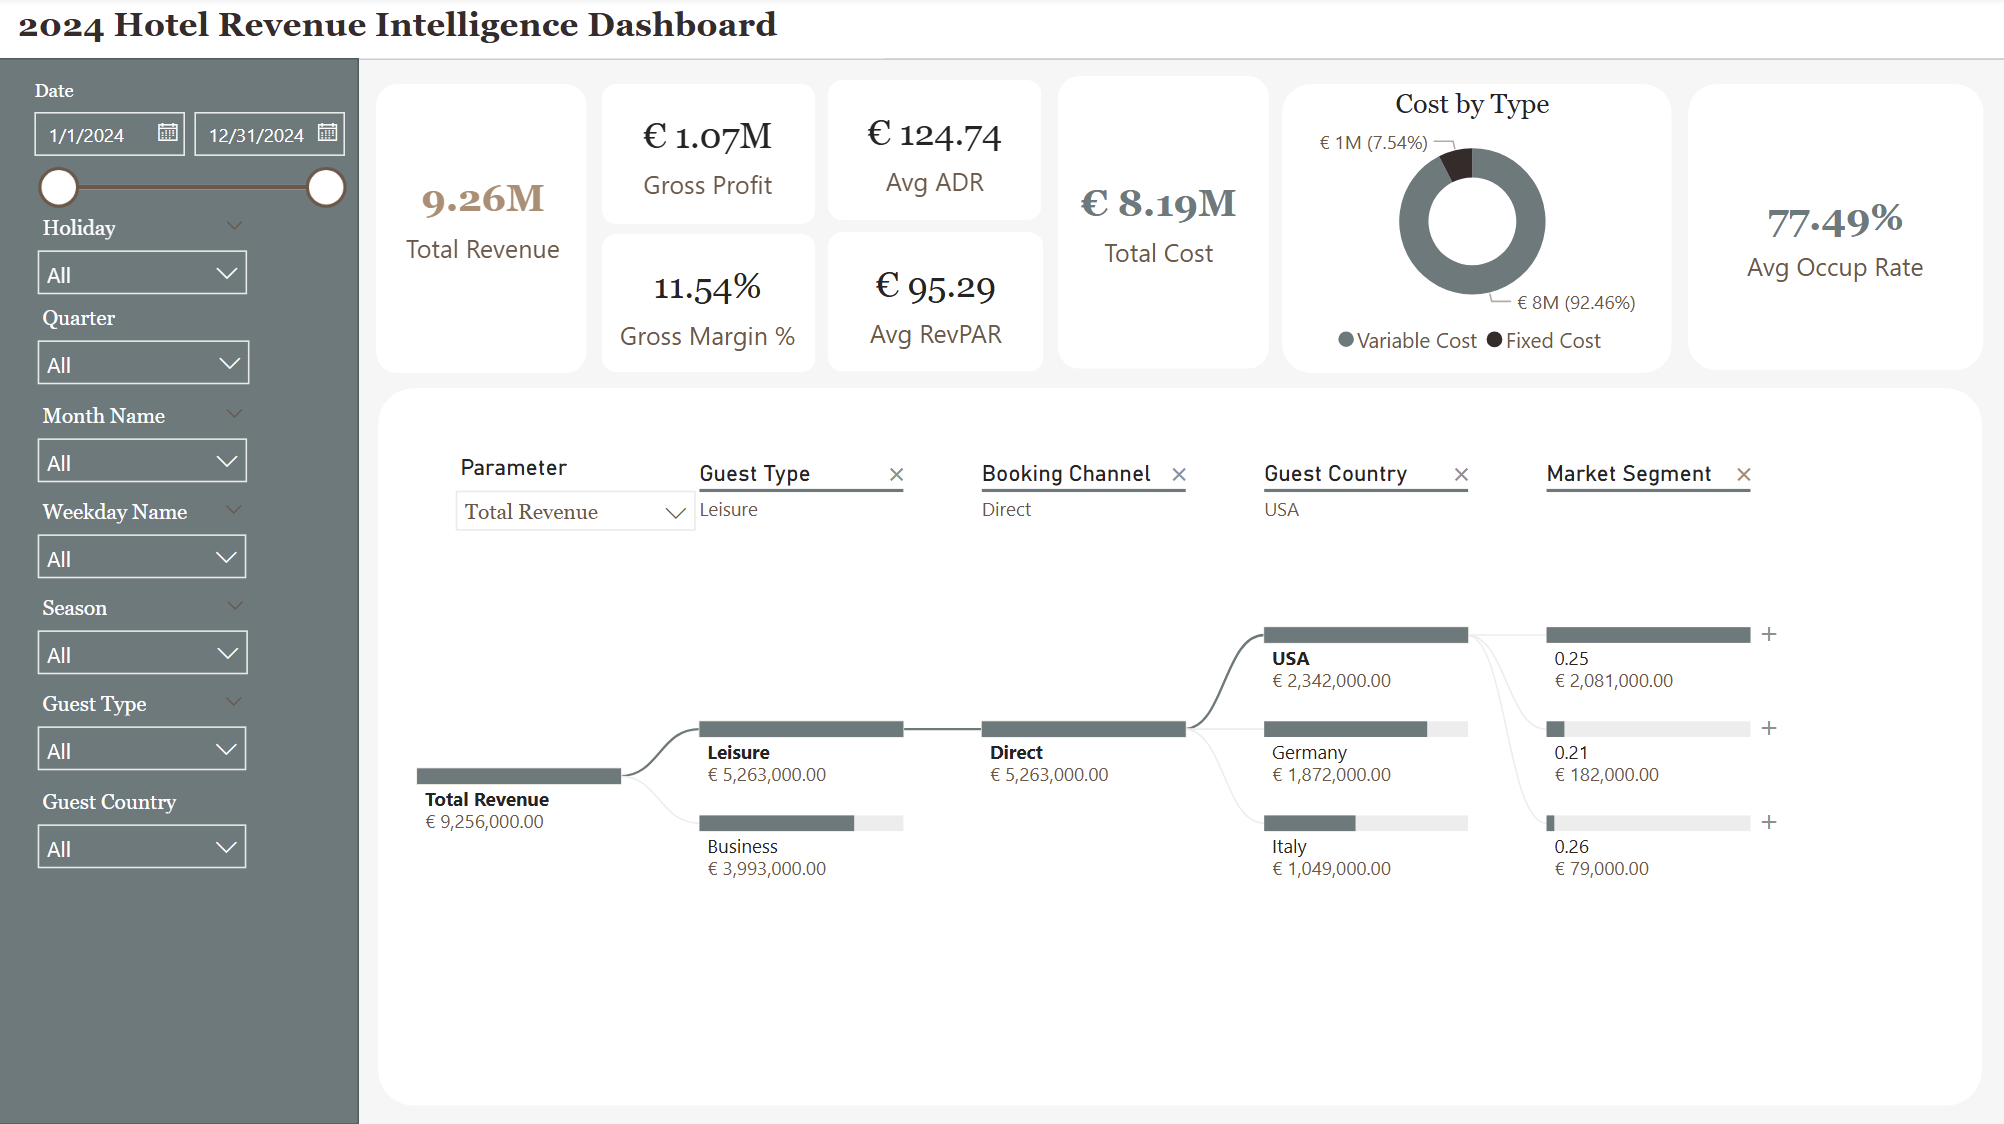 2024 Hotel Revenue Intelligence Dashboard
Date
1/1/2024
12/31/2024
Holiday
All
Quarter
All
Month Name
All
Weekday Name
All
Season
All
Guest Type
All
Guest Country
All
9.26M
Total Revenue
€ 1.07M
Gross Profit
11.54%
Gross Margin %
€ 124.74
Avg ADR
€ 95.29
Avg RevPAR
€ 8.19M
Total Cost
Cost by Type
€ 1M (7.54%)
€ 8M (92.46%)
Variable Cost
Fixed Cost
77.49%
Avg Occup Rate
Parameter
Total Revenue
Guest Type
Leisure
Booking Channel
Direct
Guest Country
USA
Market Segment
Total Revenue
€ 9,256,000.00
Leisure
€ 5,263,000.00
Business
€ 3,993,000.00
Direct
€ 5,263,000.00
USA
€ 2,342,000.00
Germany
€ 1,872,000.00
Italy
€ 1,049,000.00
0.25
€ 2,081,000.00
0.21
€ 182,000.00
0.26
€ 79,000.00